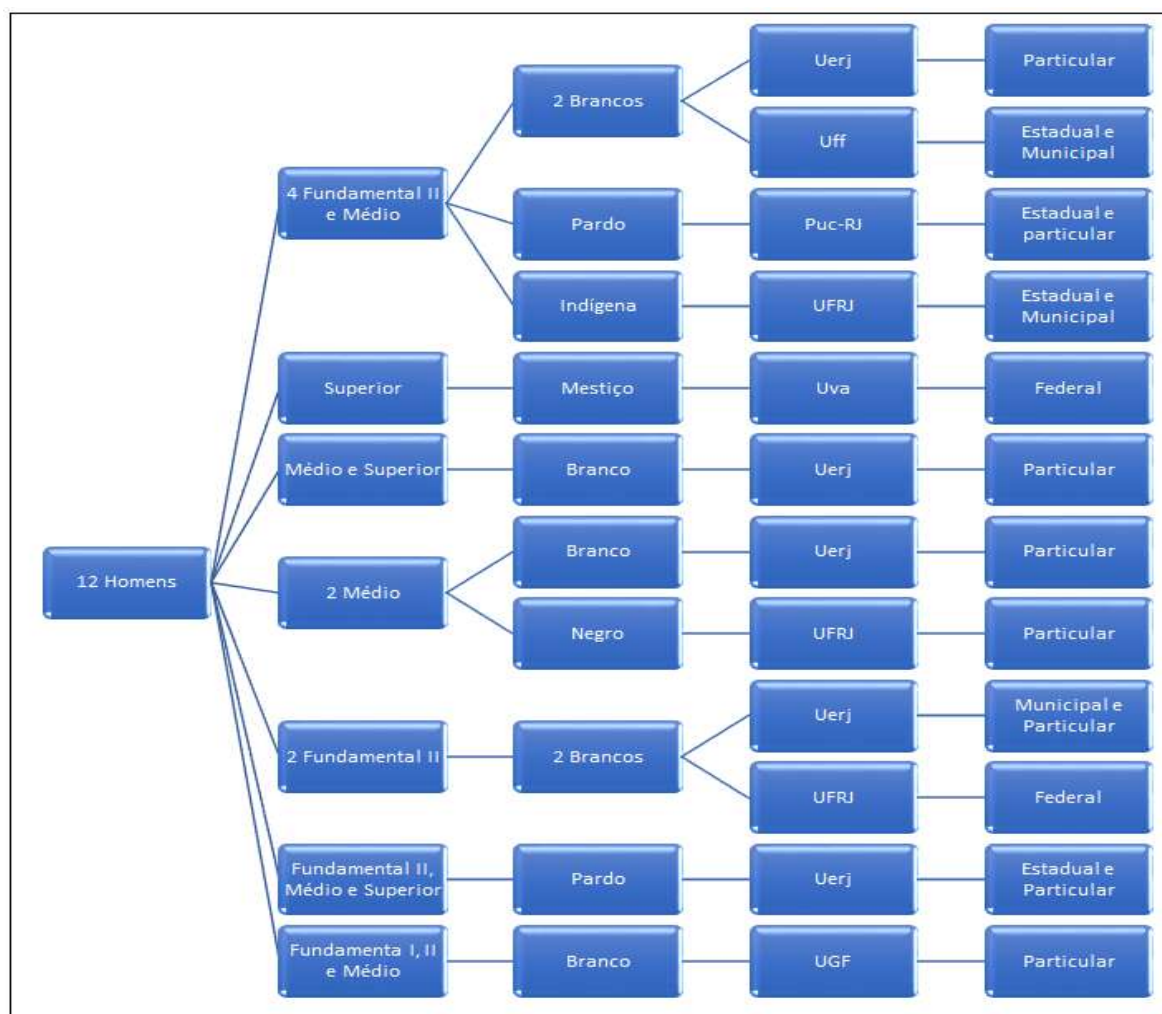 Uerj
Particular
2 Brancos
Uff
Estadual e
Municipal
4 Fundamental II
e Médio
Pardo
Puc-RJ
Estadual e
particular
Indígena
UFRJ
Estadual e
Municipal
Superior
Mestiço
Uva
Federal
Médio e Superior
Branco
Uerj
Particular
12 Homens
2 Médio
Branco
Uerj
Particular
Negro
UFRJ
Particular
2 Fundamental II
2 Brancos
Uerj
Municipal e
Particular
UFRJ
Federal
Fundamental II,
Médio e Superior
Pardo
Uerj
Estadual e
Particular
Fundamenta I, II
e Médio
Branco
UGF
Particular